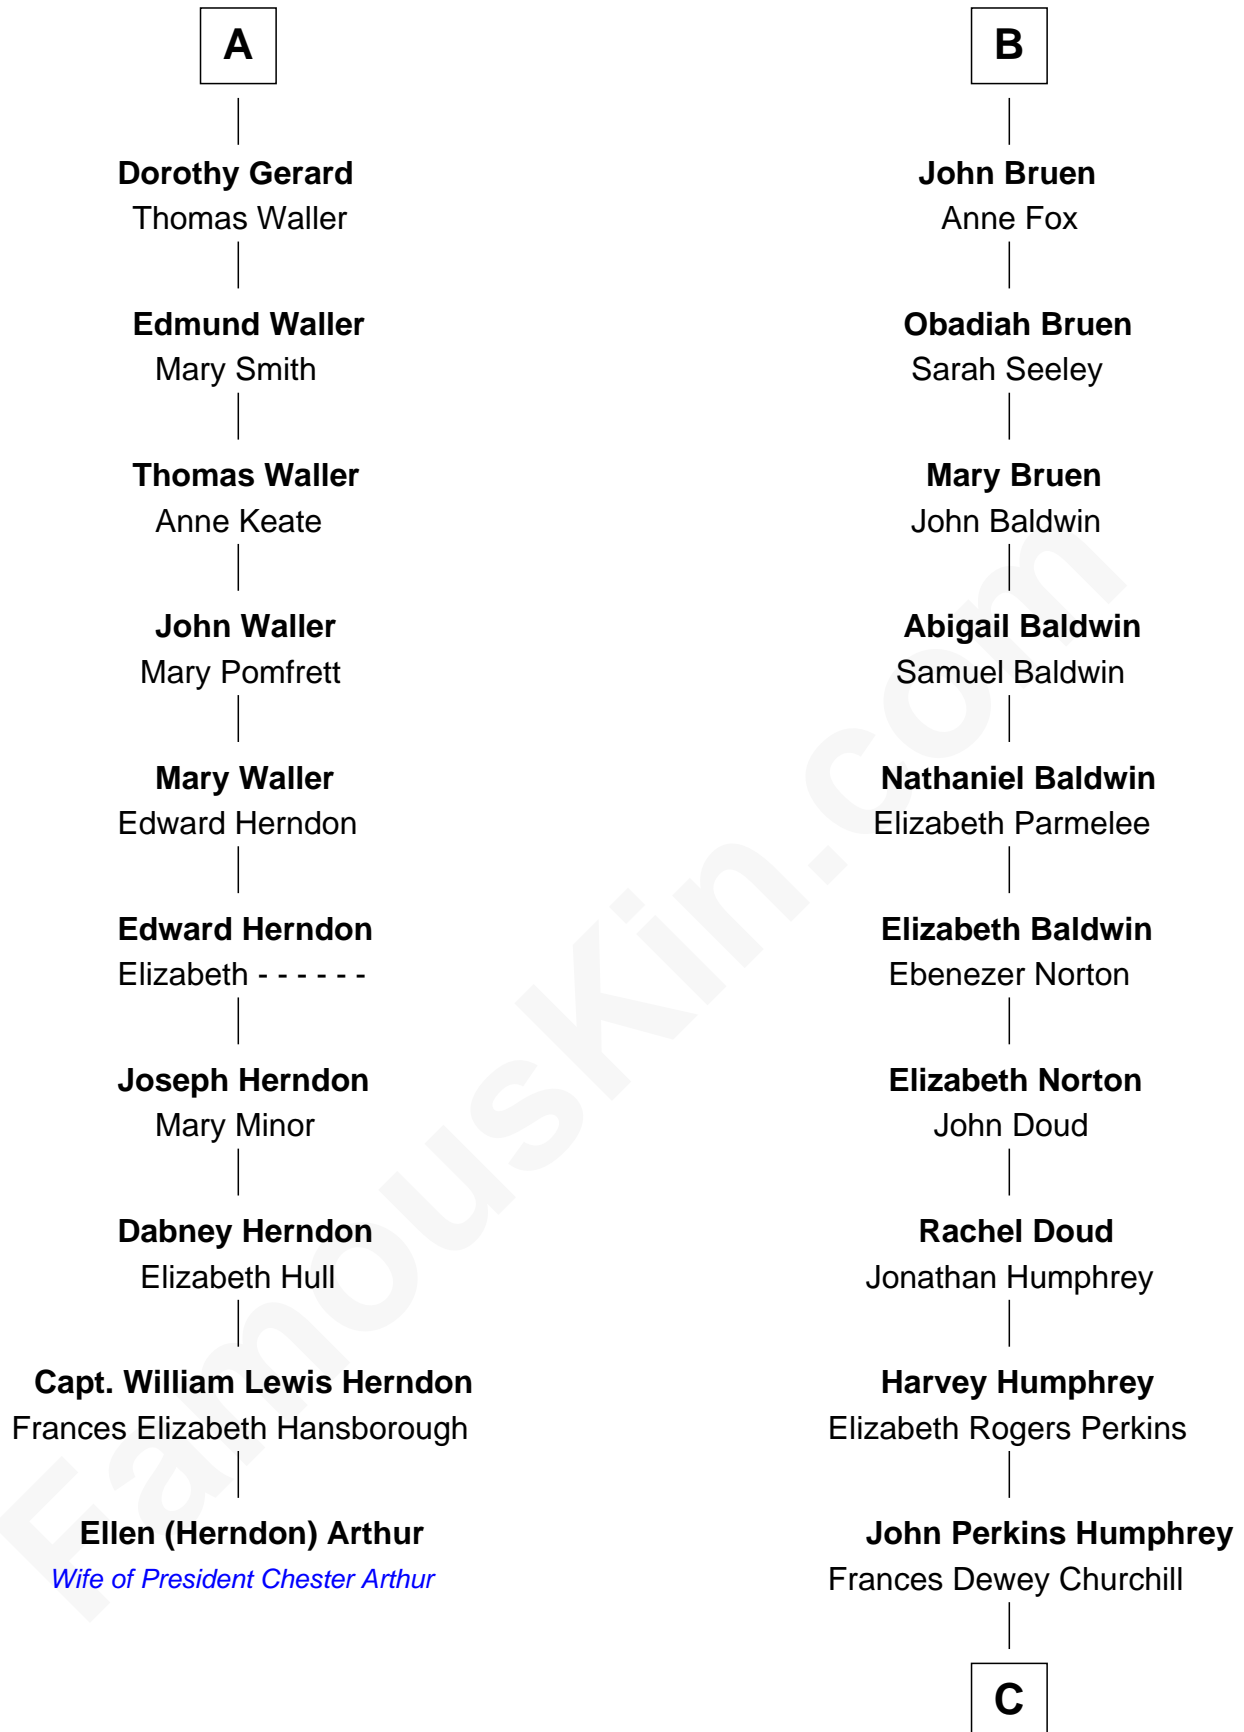 A
Dorothy Gerard
Thomas Waller
Edmund Waller
Mary Smith
Thomas Waller
Anne Keate
John Waller
Mary Pomfrett
Mary Waller
Edward Herndon
Edward Herndon
Elizabeth - - - - - -
Joseph Herndon
Mary Minor
Dabney Herndon
Elizabeth Hull
Capt. William Lewis Herndon
Frances Elizabeth Hansborough
Ellen (Herndon) Arthur
Wife of President Chester Arthur
B
John Bruen
Anne Fox
Obadiah Bruen
Sarah Seeley
Mary Bruen
John Baldwin
Abigail Baldwin
Samuel Baldwin
Nathaniel Baldwin
Elizabeth Parmelee
Elizabeth Baldwin
Ebenezer Norton
Elizabeth Norton
John Doud
Rachel Doud
Jonathan Humphrey
Harvey Humphrey
Elizabeth Rogers Perkins
John Perkins Humphrey
Frances Dewey Churchill
C
FamousKin.com